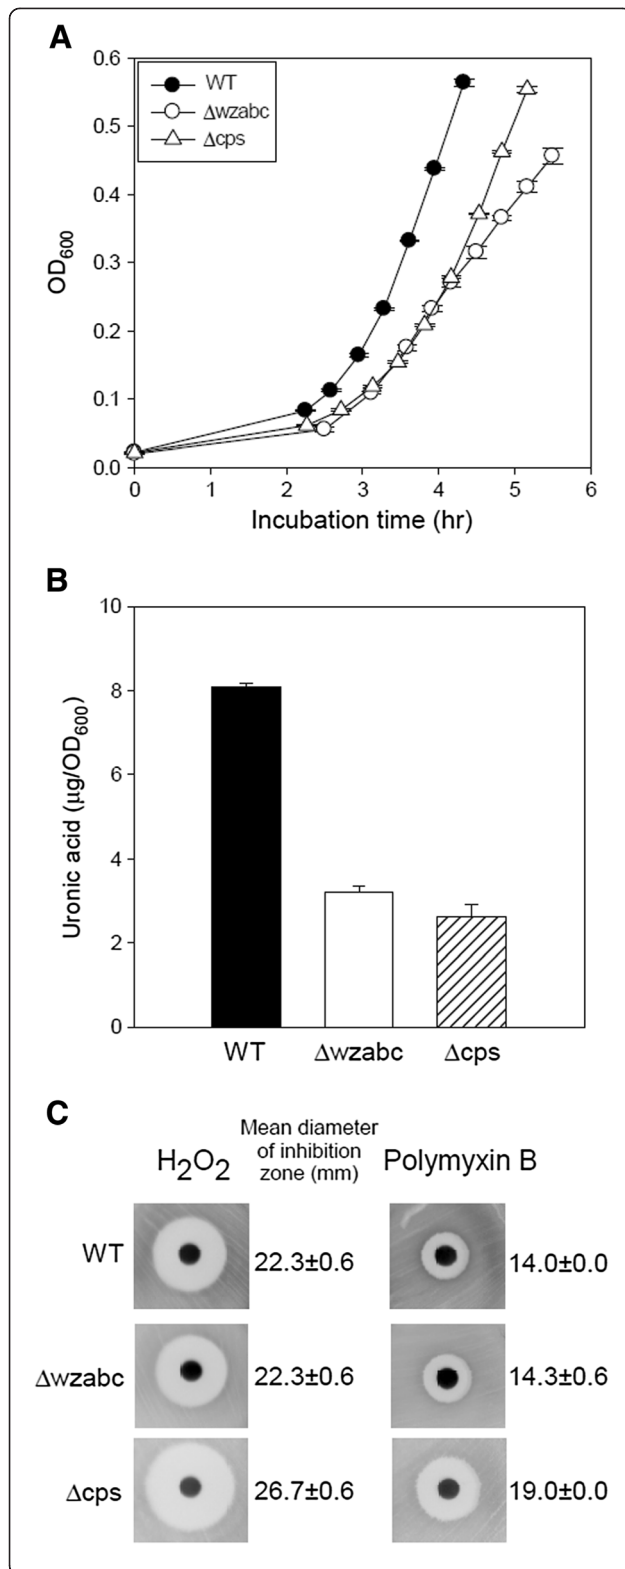 A
WT
Δwzabc
Δcps
0.6
0.5
0.4
0.3
0.2
0.1
0.0
OD600
0 1 2 3 4 5 6
Incubation time (hr)
B
10
8
6
4
2
0
Uronic acid (μg/OD600)
WT Δwzabc Δcps
C
H2O2
Mean diameter
of inhibition
zone (mm)
Polymyxin B
WT 22.3±0.6 14.0±0.0
Δwzabc 22.3±0.6 14.3±0.6
Δcps 26.7±0.6 19.0±0.0